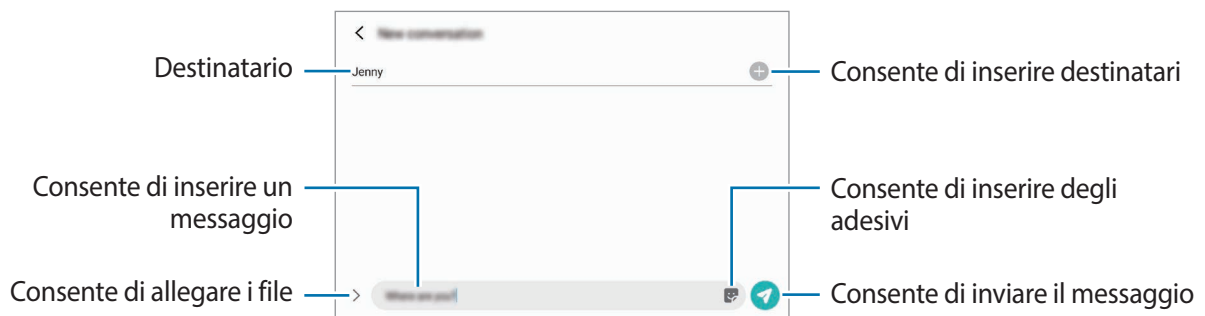 New conversation
Destinatario
Jenny
Consente di inserire destinatari
Consente di inserire un
messaggio
Consente di inserire degli
adesivi
Consente di allegare i file
Where are you?
Consente di inviare il messaggio